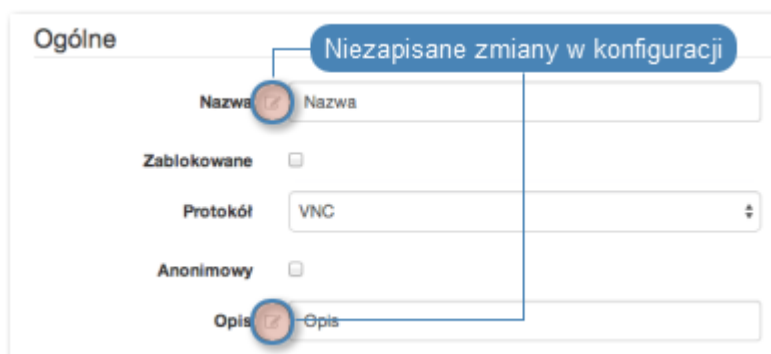 Ogólne
Niezapisane zmiany w konfiguracji
Nazwa Nazwa
Zablokowane
Protokół VNC
Anonimowy
Opis Opis